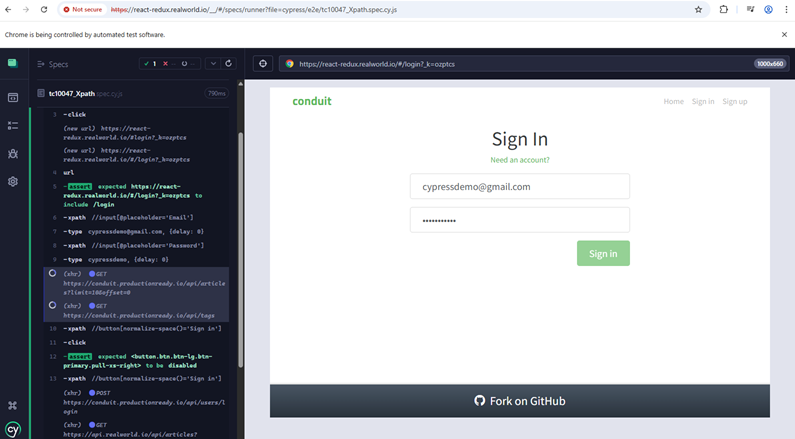 Not secure https://react-redux.realworld.io/__/#/specs/runner?file=cypress/e2e/tc10047_Xpath.spec.cy.js
Chrome is being controlled by automated test software.
Specs
1
--
tc10047_Xpath.spec.cy.js 790ms
3 -click
(new url) https://react-
redux.realworld.io/#login?_k=ozptcs
(new url) https://react-
redux.realworld.io/#/login?_k=ozptcs
4 url
5 -assert expected https://react-
redux.realworld.io/#/login?_k=ozptcs to
include /login
6 -xpath //input[@placeholder='Email']
7 -type cypressdemo@gmail.com, {delay: 0}
8 -xpath //input[@placeholder='Password']
9 -type cypressdemo, {delay: 0}
(xhr) GET
https://conduit.productionready.io/api/article
s?limit=10&offset=0
(xhr) GET
https://conduit.productionready.io/api/tags
10 -xpath //button[normalize-space()='Sign in']
11 -click
12 -assert expected <button.btn.btn-lg.btn-
primary.pull-xs-right> to be disabled
13 -xpath //button[normalize-space()='Sign in']
(xhr) POST
https://conduit.productionready.io/api/users/l
ogin
(xhr) GET
https://api.realworld.io/api/articles?
cy
https://react-redux.realworld.io/#/login?_k=ozptcs
1000x660
conduit
Home Sign in Sign up
Sign In
Need an account?
cypressdemo@gmail.com
•••••••••••
Sign in
Fork on GitHub